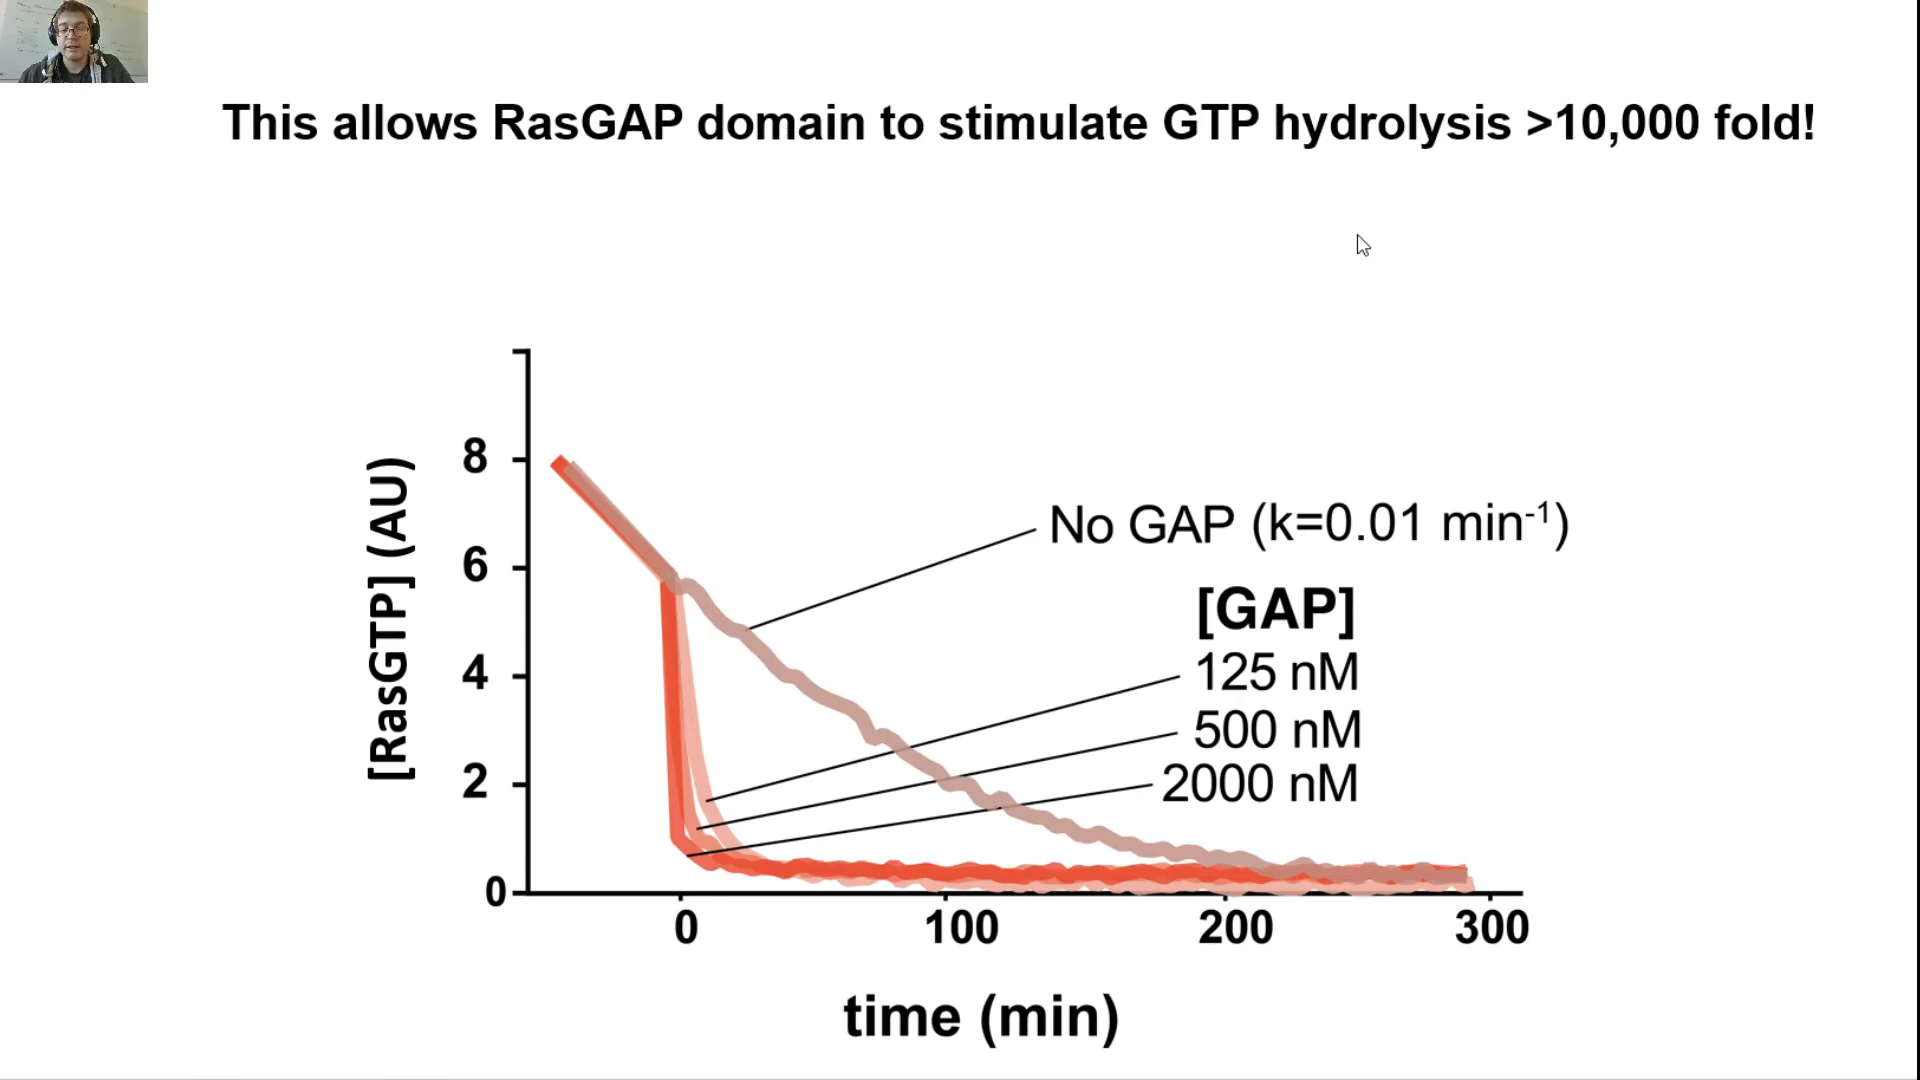 This allows RasGAP domain to stimulate GTP hydrolysis >10,000 fold!
[RasGTP] (AU)
8
6
4
2
0
No GAP (k=0.01 min⁻¹)
[GAP]
125 nM
500 nM
2000 nM
0 100 200 300
time (min)